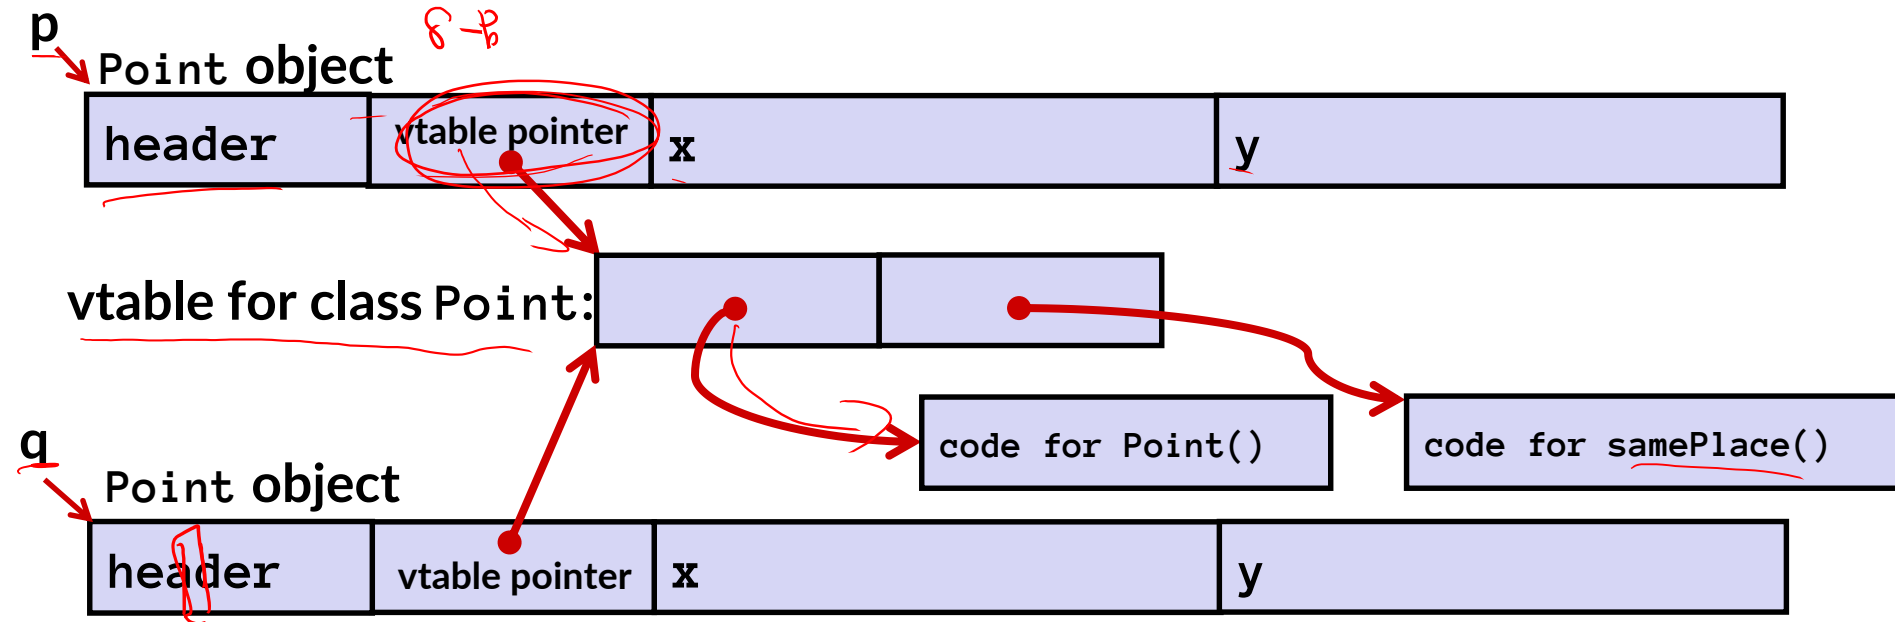 p
Point object
header vtable pointer x y
vtable for class Point:
code for Point() code for samePlace()
q
Point object
header vtable pointer x y